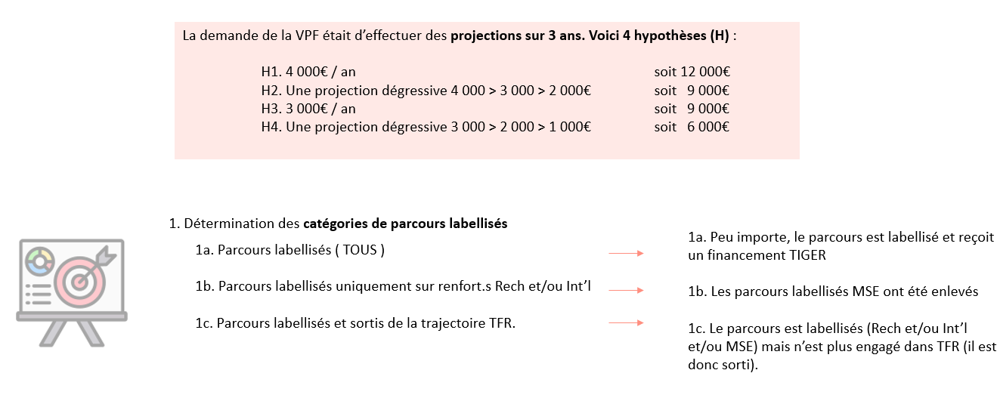 La demande de la VPF était d’effectuer des projections sur 3 ans. Voici 4 hypothèses (H) :
H1. 4 000€ / an soit 12 000€
H2. Une projection dégressive 4 000 > 3 000 > 2 000€ soit 9 000€
H3. 3 000€ / an soit 9 000€
H4. Une projection dégressive 3 000 > 2 000 > 1 000€ soit 6 000€
1. Détermination des catégories de parcours labellisés
1a. Parcours labellisés ( TOUS )
1b. Parcours labellisés uniquement sur renfort.s Rech et/ou Int’l
1c. Parcours labellisés et sortis de la trajectoire TFR.
1a. Peu importe, le parcours est labellisé et reçoit
un financement TIGER
1b. Les parcours labellisés MSE ont été enlevés
1c. Le parcours est labellisés (Rech et/ou Int’l
et/ou MSE) mais n’est plus engagé dans TFR (il est
donc sorti).